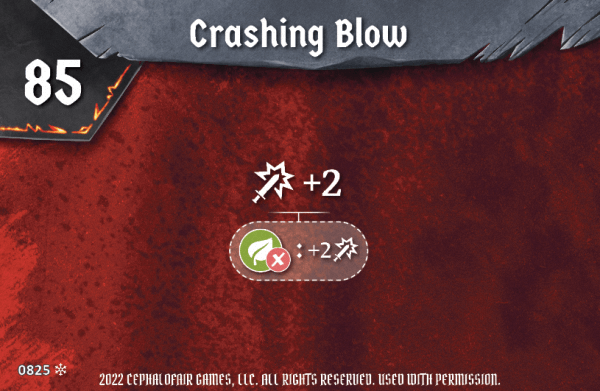 Crashing Blow
85
+2
: +2
0825
2022 CEPHALOFAIR GAMES, LLC. ALL RIGHTS RESERVED. USED WITH PERMISSION.